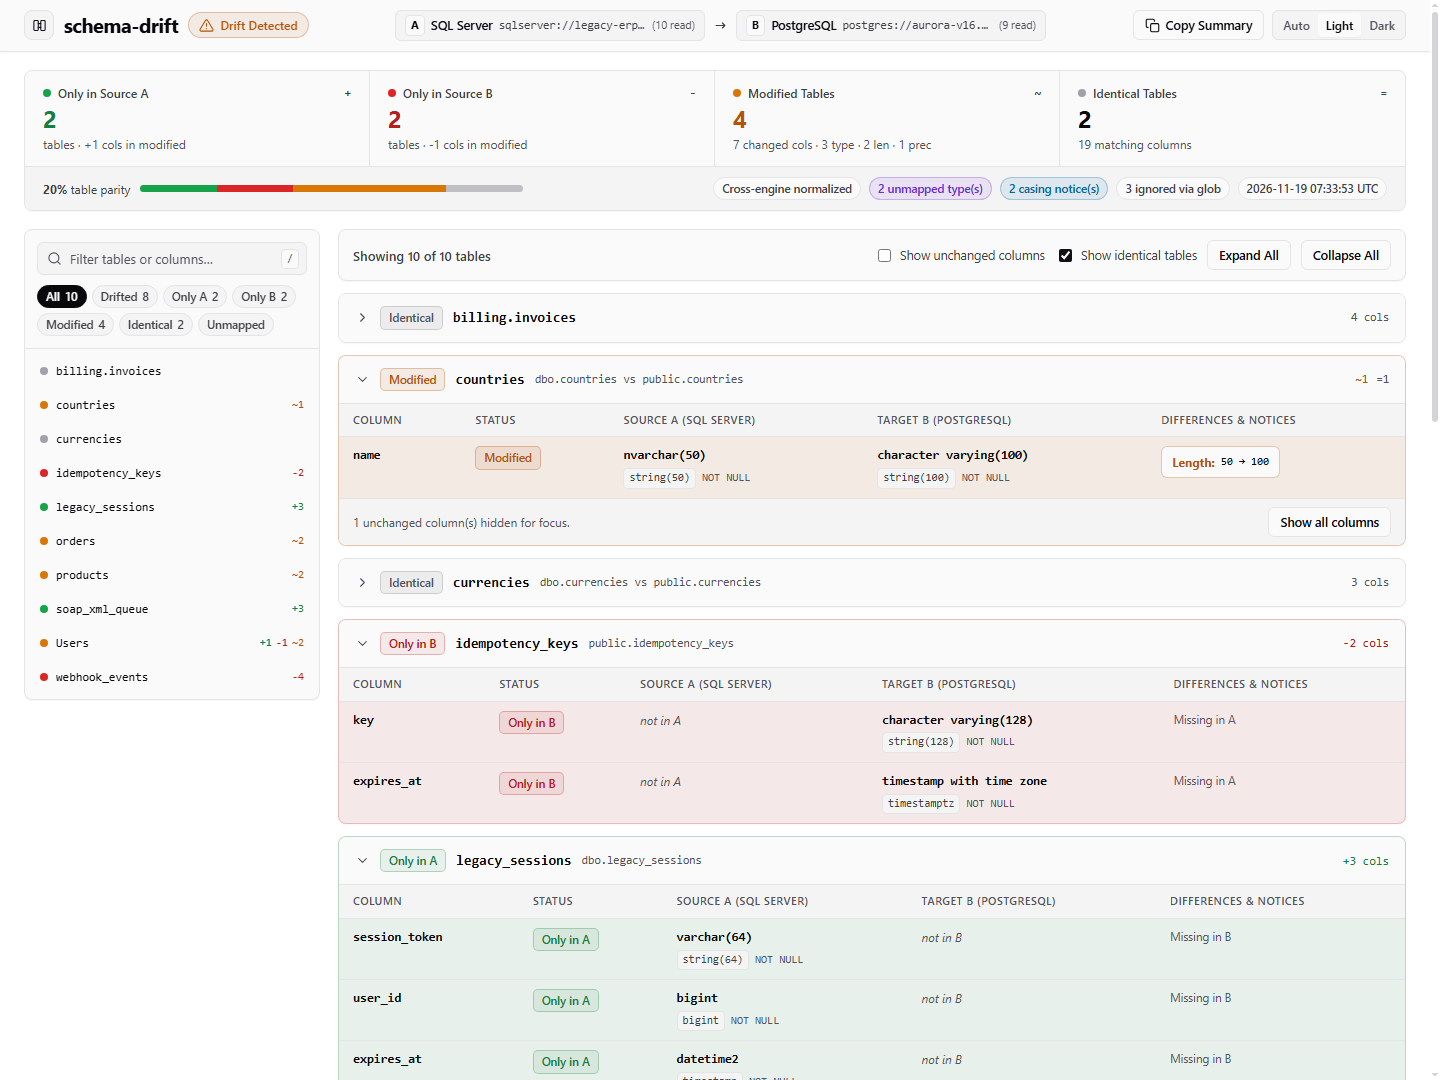 schema-drift Drift Detected A SQL Server sqlserver://legacy-erp… (10 read) → B PostgreSQL postgres://aurora-v16.… (9 read) Copy Summary Auto Light Dark
Only in Source A +
2
tables · +1 cols in modified
Only in Source B -
2
tables · -1 cols in modified
Modified Tables ~
4
7 changed cols · 3 type · 2 len · 1 prec
Identical Tables =
2
19 matching columns
20% table parity Cross-engine normalized 2 unmapped type(s) 2 casing notice(s) 3 ignored via glob 2026-11-19 07:33:53 UTC
Filter tables or columns... /
All 10 Drifted 8 Only A 2 Only B 2
Modified 4 Identical 2 Unmapped
billing.invoices
countries ~1
currencies
idempotency_keys -2
legacy_sessions +3
orders ~2
products ~2
soap_xml_queue +3
Users +1 -1 ~2
webhook_events -4
Showing 10 of 10 tables Show unchanged columns Show identical tables Expand All Collapse All
Identical billing.invoices 4 cols
Modified countries dbo.countries vs public.countries ~1 =1
COLUMN STATUS SOURCE A (SQL SERVER) TARGET B (POSTGRESQL) DIFFERENCES & NOTICES
name Modified nvarchar(50) character varying(100) Length: 50 → 100
string(50) NOT NULL string(100) NOT NULL
1 unchanged column(s) hidden for focus. Show all columns
Identical currencies dbo.currencies vs public.currencies 3 cols
Only in B idempotency_keys public.idempotency_keys -2 cols
COLUMN STATUS SOURCE A (SQL SERVER) TARGET B (POSTGRESQL) DIFFERENCES & NOTICES
key Only in B not in A character varying(128) Missing in A
string(128) NOT NULL
expires_at Only in B not in A timestamp with time zone Missing in A
timestamptz NOT NULL
Only in A legacy_sessions dbo.legacy_sessions +3 cols
COLUMN STATUS SOURCE A (SQL SERVER) TARGET B (POSTGRESQL) DIFFERENCES & NOTICES
session_token Only in A varchar(64) not in B Missing in B
string(64) NOT NULL
user_id Only in A bigint not in B Missing in B
bigint NOT NULL
expires_at Only in A datetime2 not in B Missing in B